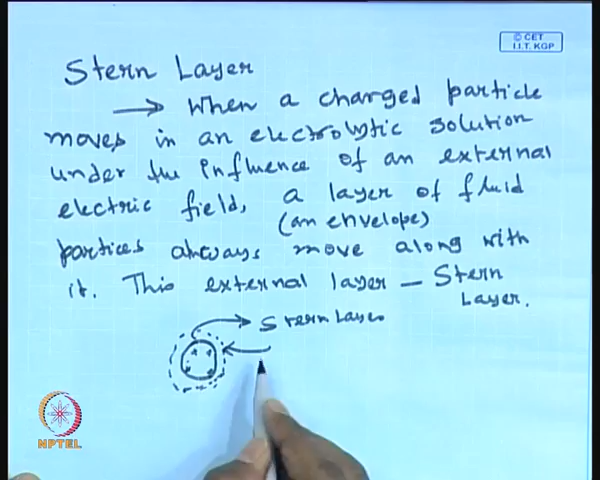 © CET
I.I.T. KGP
Stern Layer
→ When a charged particle
moves in an electrolytic solution
under the influence of an external
electric field, a layer of fluid
(an envelope)
partices always move along with
it. This external layer — Stern
Layer.
Stern Layer
NPTEL